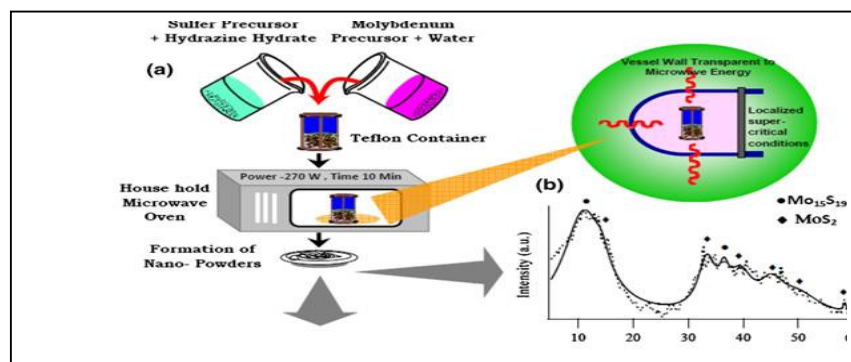 Sulfer Precursor
+ Hydrazine Hydrate
Molybdenum
Precursor + Water
(a)
Teflon Container
Power -270 W , Time 10 Min
House hold
Microwave
Oven
Formation of
Nano- Powders
Vessel Wall Transparent to
Microwave Energy
Localized
super-
critical
conditions
(b)
Mo15S19
MoS2
Intensity (a.u.)
10 20 30 40 50